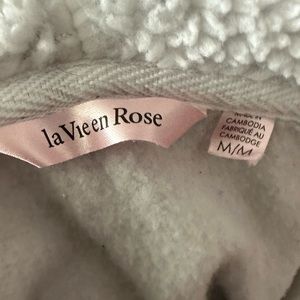 la Vie en Rose
MADE IN
CAMBODIA
FABRIQUÉ AU
CAMBODGE
M/M